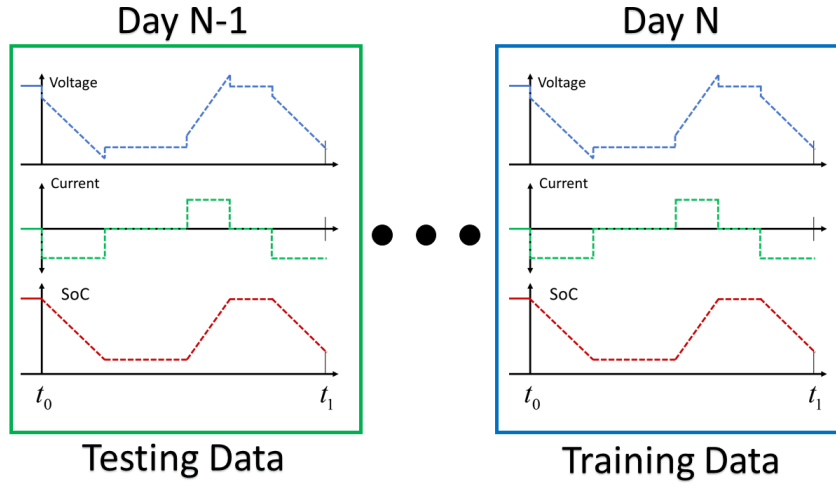 Day N-1
Day N
Voltage
Voltage
Current
Current
SoC
SoC
t0
t1
t0
t1
Testing Data
Training Data